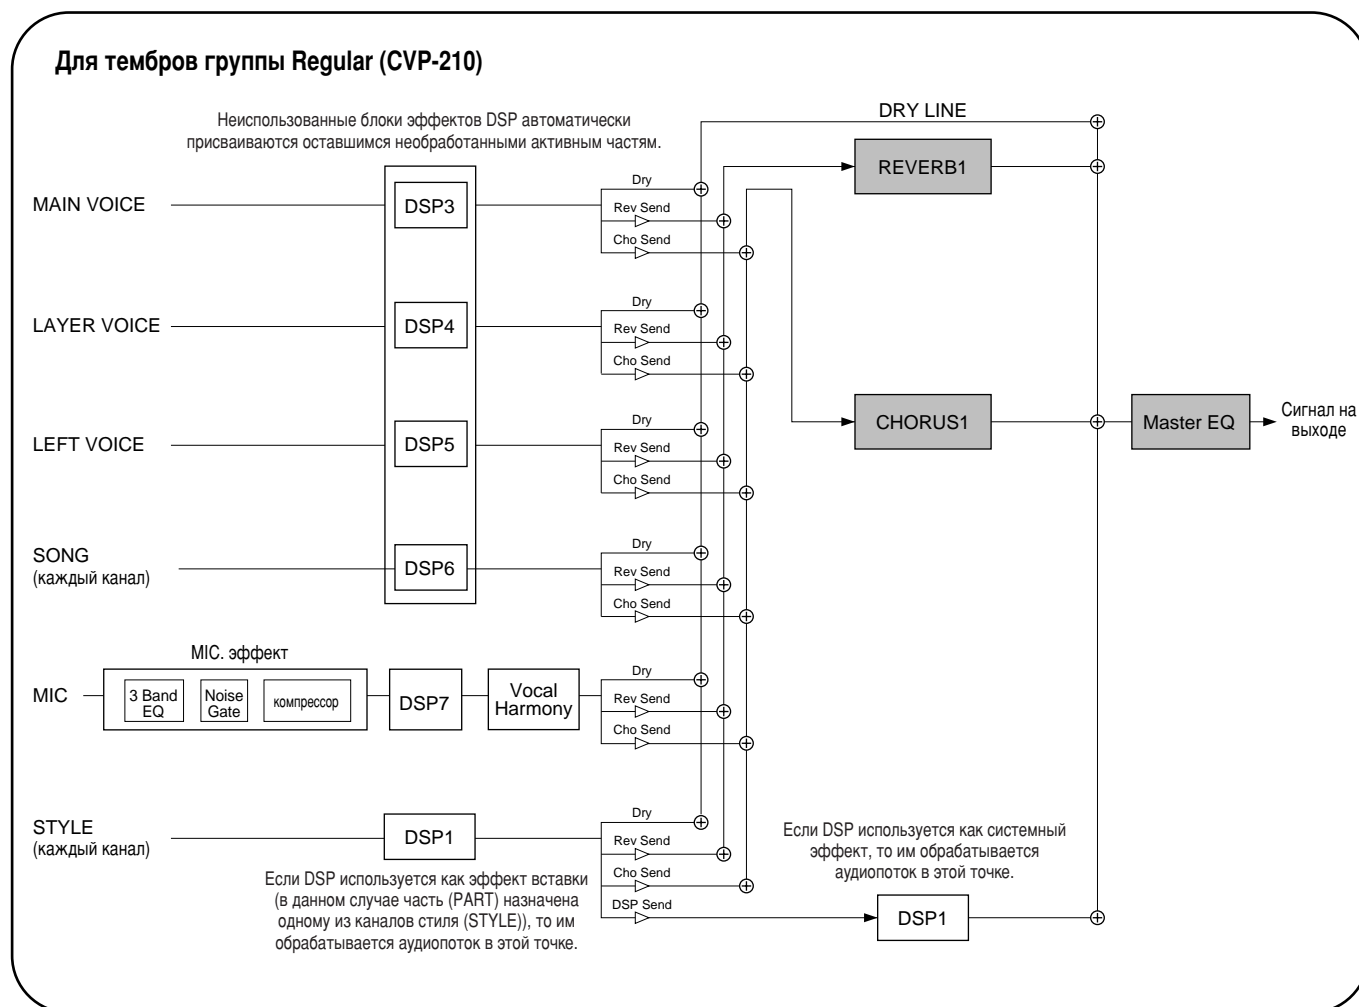 Для тембров группы Regular (CVP-210)
Неиспользованные блоки эффектов DSP автоматически
присваиваются оставшимся необработанными активным частям.
DRY LINE
REVERB1
MAIN VOICE
DSP3
Dry
Rev Send
Cho Send
LAYER VOICE
DSP4
Dry
Rev Send
Cho Send
CHORUS1
Master EQ
Сигнал на
выходе
LEFT VOICE
DSP5
Dry
Rev Send
Cho Send
SONG
(каждый канал)
DSP6
Dry
Rev Send
Cho Send
MIC. эффект
MIC
3 Band
EQ
Noise
Gate
компрессор
DSP7
Vocal
Harmony
Dry
Rev Send
Cho Send
STYLE
(каждый канал)
DSP1
Dry
Rev Send
Cho Send
DSP Send
Если DSP используется как эффект вставки
(в данном случае часть (PART) назначена
одному из каналов стиля (STYLE)), то им
обрабатывается аудиопоток в этой точке.
Если DSP используется как системный
эффект, то им обрабатывается
аудиопоток в этой точке.
DSP1